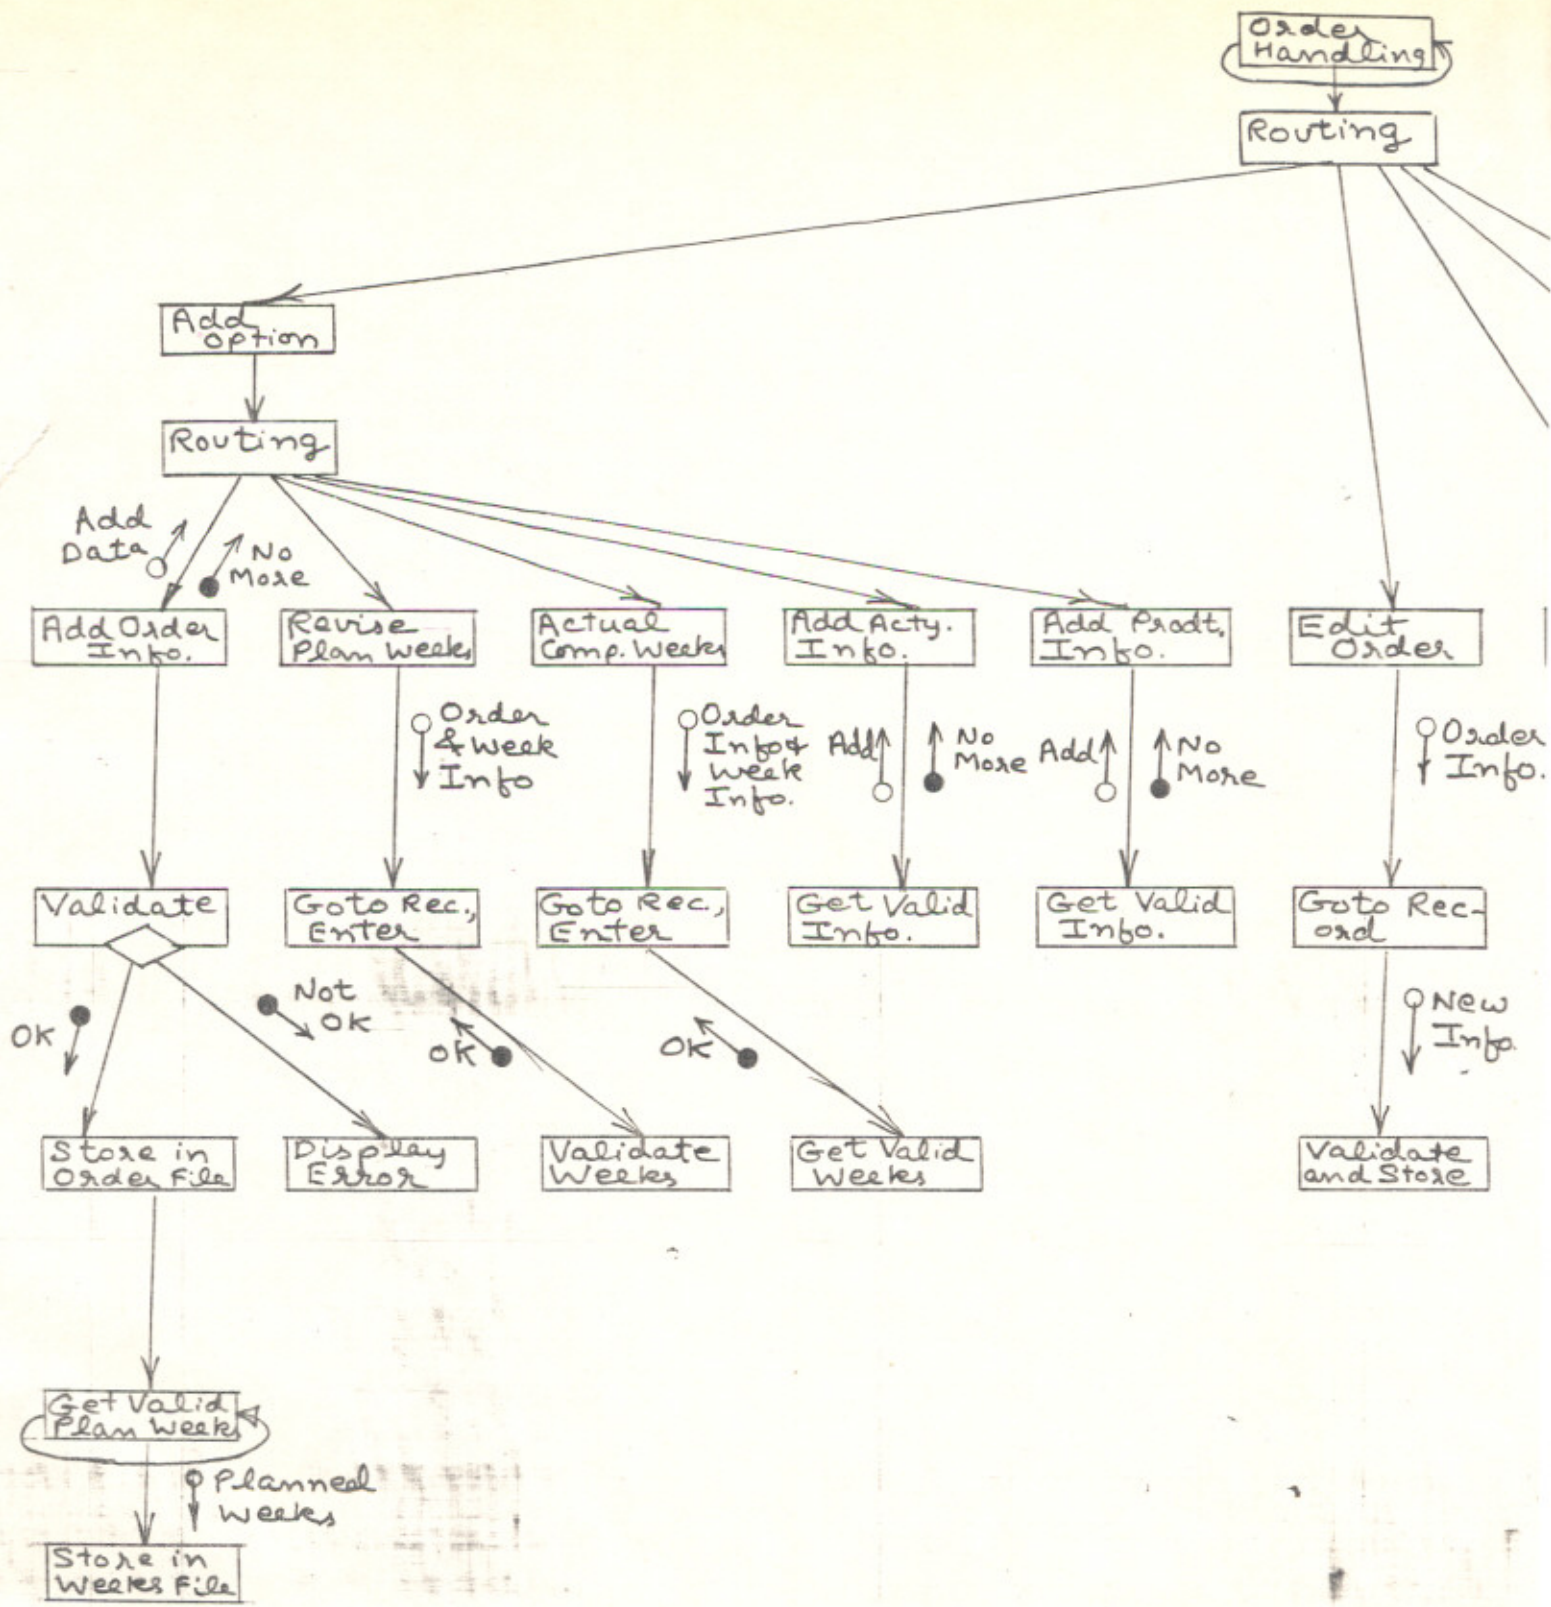 Order
Handling
Routing
Add
Option
Routing
Add
Data
No
More
Add Order
Info.
Revise
Plan Weeks
Actual
Comp. Weeks
Add Acty.
Info.
Add Prodt.
Info.
Edit
Order
Order
& Week
Info
Order
Info &
Week
Info.
Add
No
More
Add
No
More
Order
Info.
Validate
Goto Rec.,
Enter
Goto Rec.,
Enter
Get Valid
Info.
Get Valid
Info.
Goto Rec-
ord
OK
Not
OK
OK
OK
New
Info.
Store in
Order File
Display
Error
Validate
Weeks
Get Valid
Weeks
Validate
and Store
Get Valid
Plan Weeks
Planned
Weeks
Store in
Weeks File